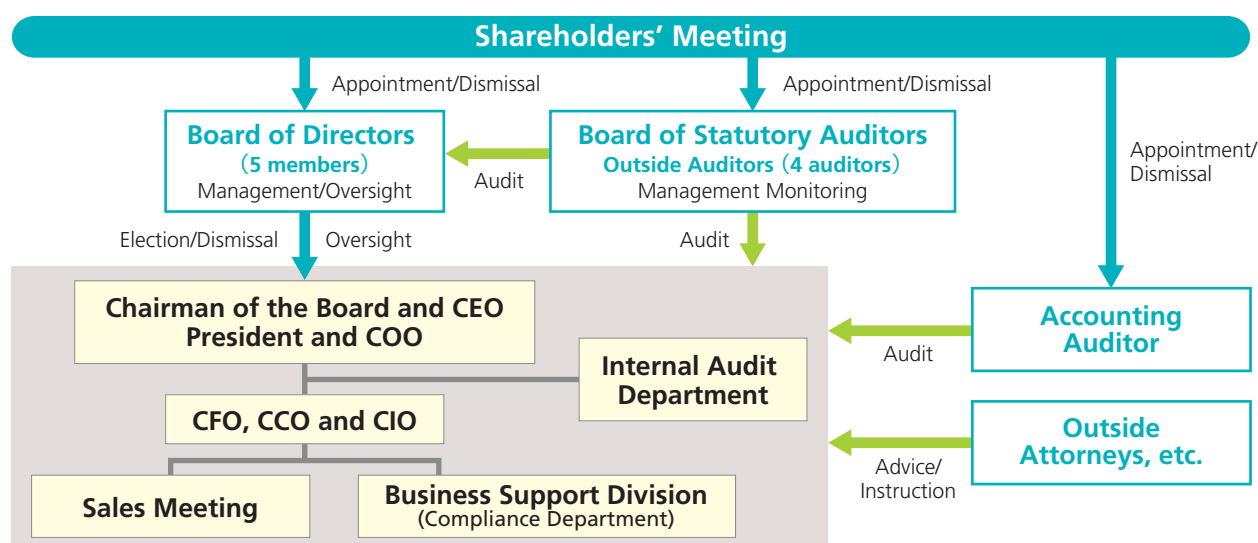 Shareholders’ Meeting
Appointment/Dismissal
Appointment/Dismissal
Appointment/
Dismissal
Board of Directors
(5 members)
Management/Oversight
Audit
Board of Statutory Auditors
Outside Auditors (4 auditors)
Management Monitoring
Election/Dismissal
Oversight
Audit
Chairman of the Board and CEO
President and COO
Internal Audit
Department
CFO, CCO and CIO
Sales Meeting
Business Support Division
(Compliance Department)
Audit
Accounting
Auditor
Advice/
Instruction
Outside
Attorneys, etc.